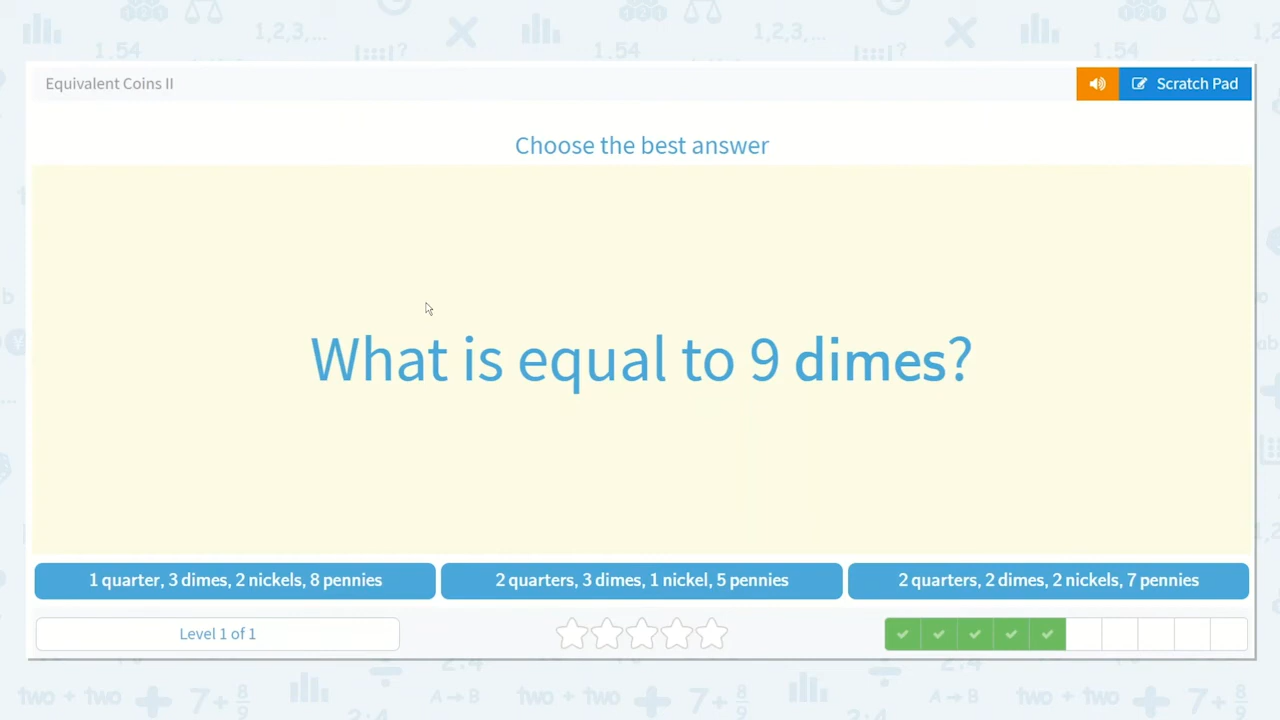 Equivalent Coins II
Scratch Pad
Choose the best answer
What is equal to 9 dimes?
1 quarter, 3 dimes, 2 nickels, 8 pennies
2 quarters, 3 dimes, 1 nickel, 5 pennies
2 quarters, 2 dimes, 2 nickels, 7 pennies
Level 1 of 1